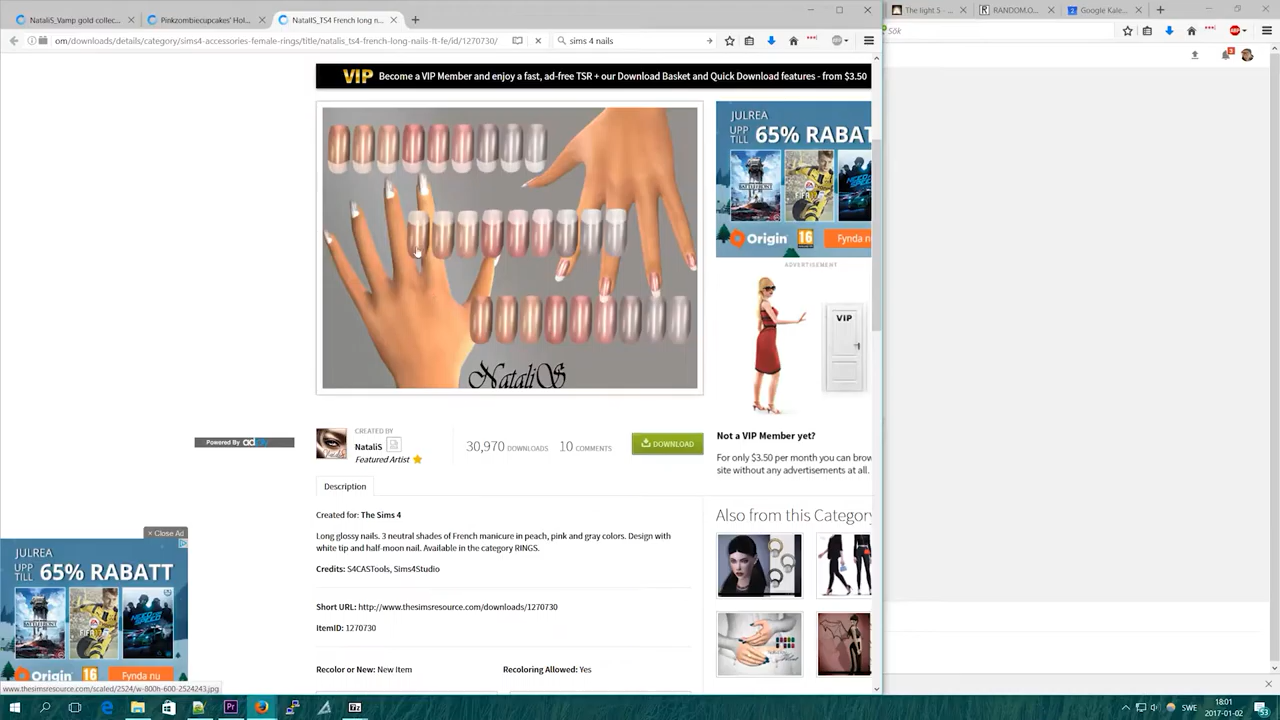 NataliS_Vamp gold collec...
Pinkzombiecupcakes' Hol...
NataliS_TS4 French long n...
The light 5 -
RANDOM.O...
Google Kale...
om/downloads/details/category/sims4-accessories-female-rings/title/natalis_ts4-french-long-nails-ft-fe/id/1270730/
sims 4 nails
Sök
VIP Become a VIP Member and enjoy a fast, ad-free TSR + our Download Basket and Quick Download features - from $3.50
NataliS
JULREA
UPP TILL 65% RABATT
BATTLEFRONT
FIFA
Origin 16 Fynda n
ADVERTISEMENT
VIP
Powered By
CREATED BY
NataliS
Featured Artist
30,970 DOWNLOADS
10 COMMENTS
DOWNLOAD
Not a VIP Member yet?
For only $3.50 per month you can brow
site without any advertisements at all.
Description
Created for: The Sims 4
Long glossy nails. 3 neutral shades of French manicure in peach, pink and gray colors. Design with
white tip and half-moon nail. Available in the category RINGS.
Credits: S4CASTools, Sims4Studio
Short URL: http://www.thesimsresource.com/downloads/1270730
ItemID: 1270730
Recolor or New: New Item
Recoloring Allowed: Yes
Also from this Category
× Close Ad
JULREA
UPP TILL 65% RABATT
Origin 16 Fynda nu
www.thesimsresource.com/scaled/2524/w-800h-600-2524243.jpg
SWE
18:01
2017-01-02
53